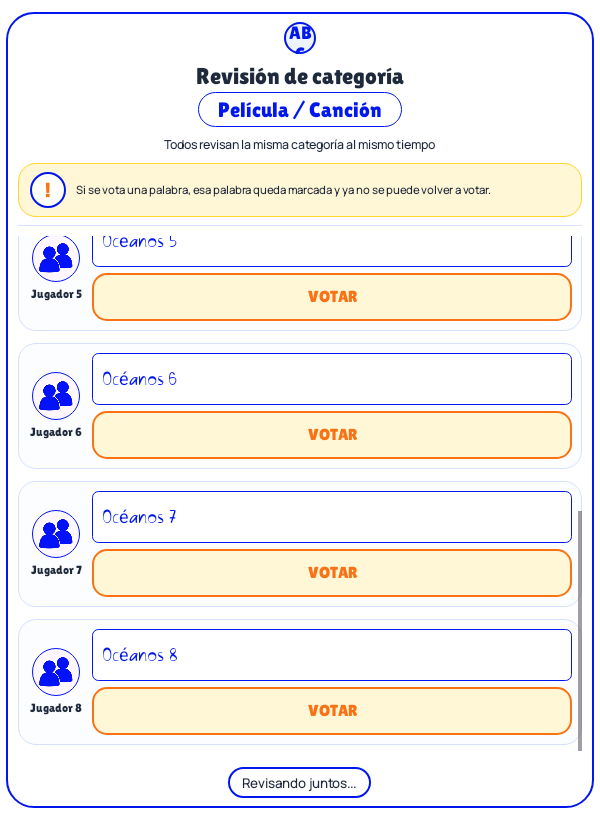 AB
Revisión de categoría
Película / Canción
Todos revisan la misma categoría al mismo tiempo
! Si se vota una palabra, esa palabra queda marcada y ya no se puede volver a votar.
Océanos 5
Jugador 5
VOTAR
Océanos 6
Jugador 6
VOTAR
Océanos 7
Jugador 7
VOTAR
Océanos 8
Jugador 8
VOTAR
Revisando juntos...